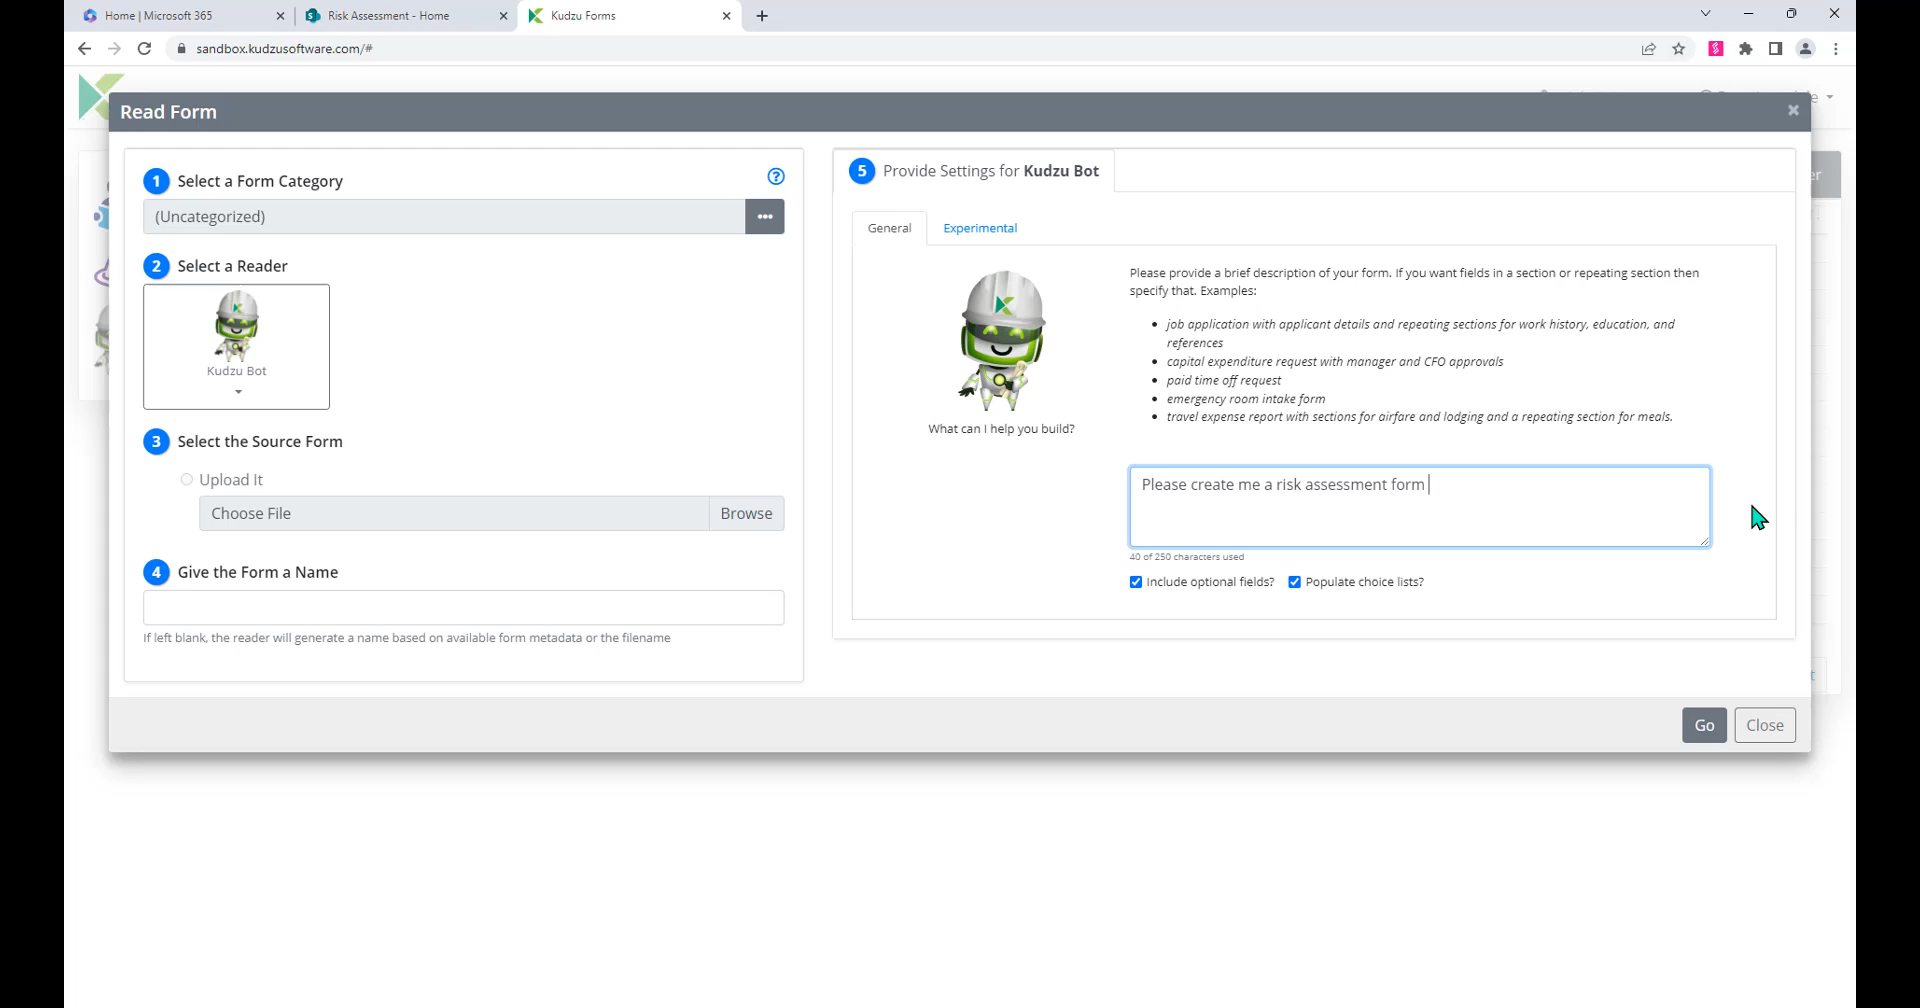 Home | Microsoft 365
Risk Assessment - Home
Kudzu Forms
sandbox.kudzusoftware.com/#
Read Form
1 Select a Form Category
(Uncategorized)
2 Select a Reader
Kudzu Bot
3 Select the Source Form
Upload It
Choose File
Browse
4 Give the Form a Name
If left blank, the reader will generate a name based on available form metadata or the filename
5 Provide Settings for Kudzu Bot
General
Experimental
What can I help you build?
Please provide a brief description of your form. If you want fields in a section or repeating section then
specify that. Examples:
• job application with applicant details and repeating sections for work history, education, and
references
• capital expenditure request with manager and CFO approvals
• paid time off request
• emergency room intake form
• travel expense report with sections for airfare and lodging and a repeating section for meals.
Please create me a risk assessment form
40 of 250 characters used
Include optional fields?
Populate choice lists?
Go
Close